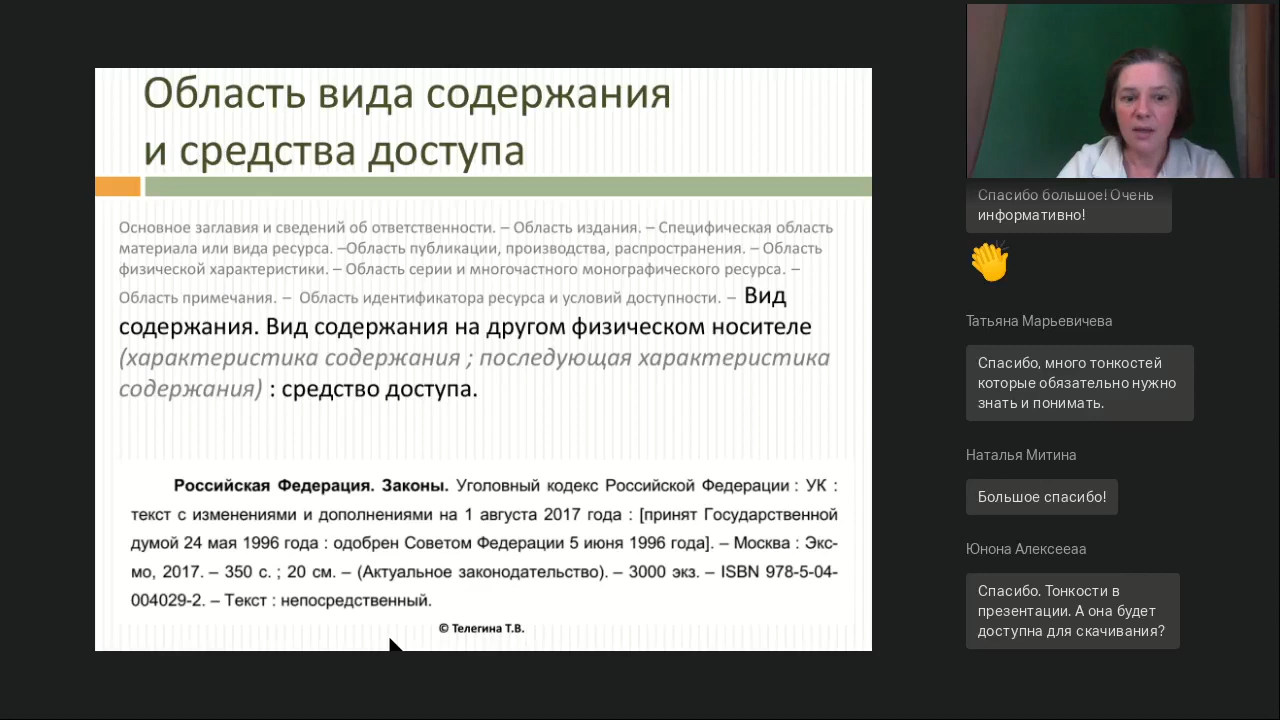 Область вида содержания
и средства доступа
Основное заглавия и сведений об ответственности. – Область издания. – Специфическая область
материала или вида ресурса. –Область публикации, производства, распространения. – Область
физической характеристики. – Область серии и многочастного монографического ресурса. –
Область примечания. – Область идентификатора ресурса и условий доступности. – Вид
содержания. Вид содержания на другом физическом носителе
(характеристика содержания ; последующая характеристика
содержания) : средство доступа.
Российская Федерация. Законы. Уголовный кодекс Российской Федерации : УК :
текст с изменениями и дополнениями на 1 августа 2017 года : [принят Государственной
думой 24 мая 1996 года : одобрен Советом Федерации 5 июня 1996 года]. – Москва : Экс-
мо, 2017. – 350 с. ; 20 см. – (Актуальное законодательство). – 3000 экз. – ISBN 978-5-04-
004029-2. – Текст : непосредственный.
© Телегина Т.В.
Спасибо большое! Очень
информативно!
Татьяна Марьевичева
Спасибо, много тонкостей
которые обязательно нужно
знать и понимать.
Наталья Митина
Большое спасибо!
Юнона Алексееаа
Спасибо. Тонкости в
презентации. А она будет
доступна для скачивания?